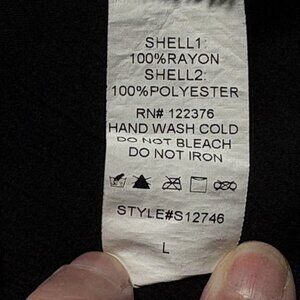 SHELL1:
100%RAYON
SHELL2:
100%POLYESTER
RN# 122376
HAND WASH COLD
DO NOT BLEACH
DO NOT IRON
STYLE#S12746
L